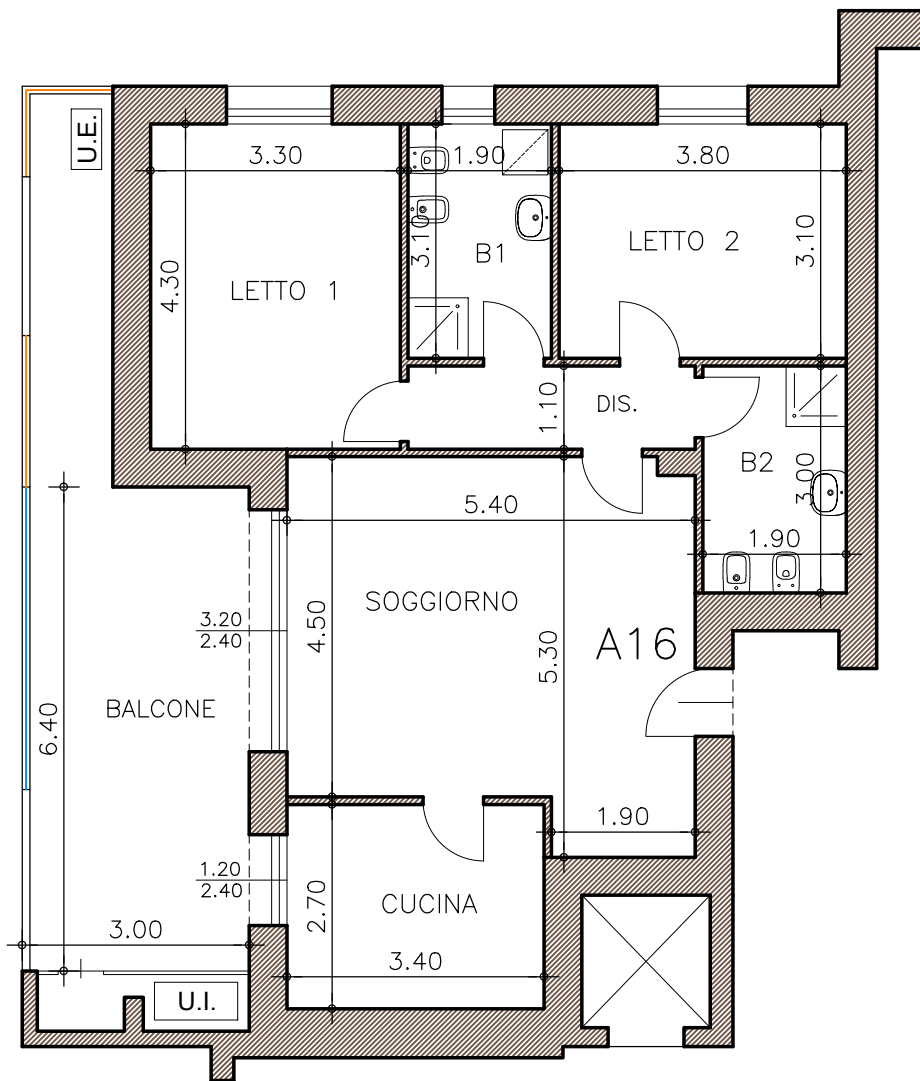 U.E.
3.30
1.90
3.80
4.30
3.10
3.10
LETTO 1
B1
LETTO 2
1.10
DIS.
B2
3.00
5.40
1.90
SOGGIORNO
3.20
2.40
4.50
5.30
A16
BALCONE
6.40
1.90
1.20
2.40
2.70
CUCINA
3.00
3.40
U.I.